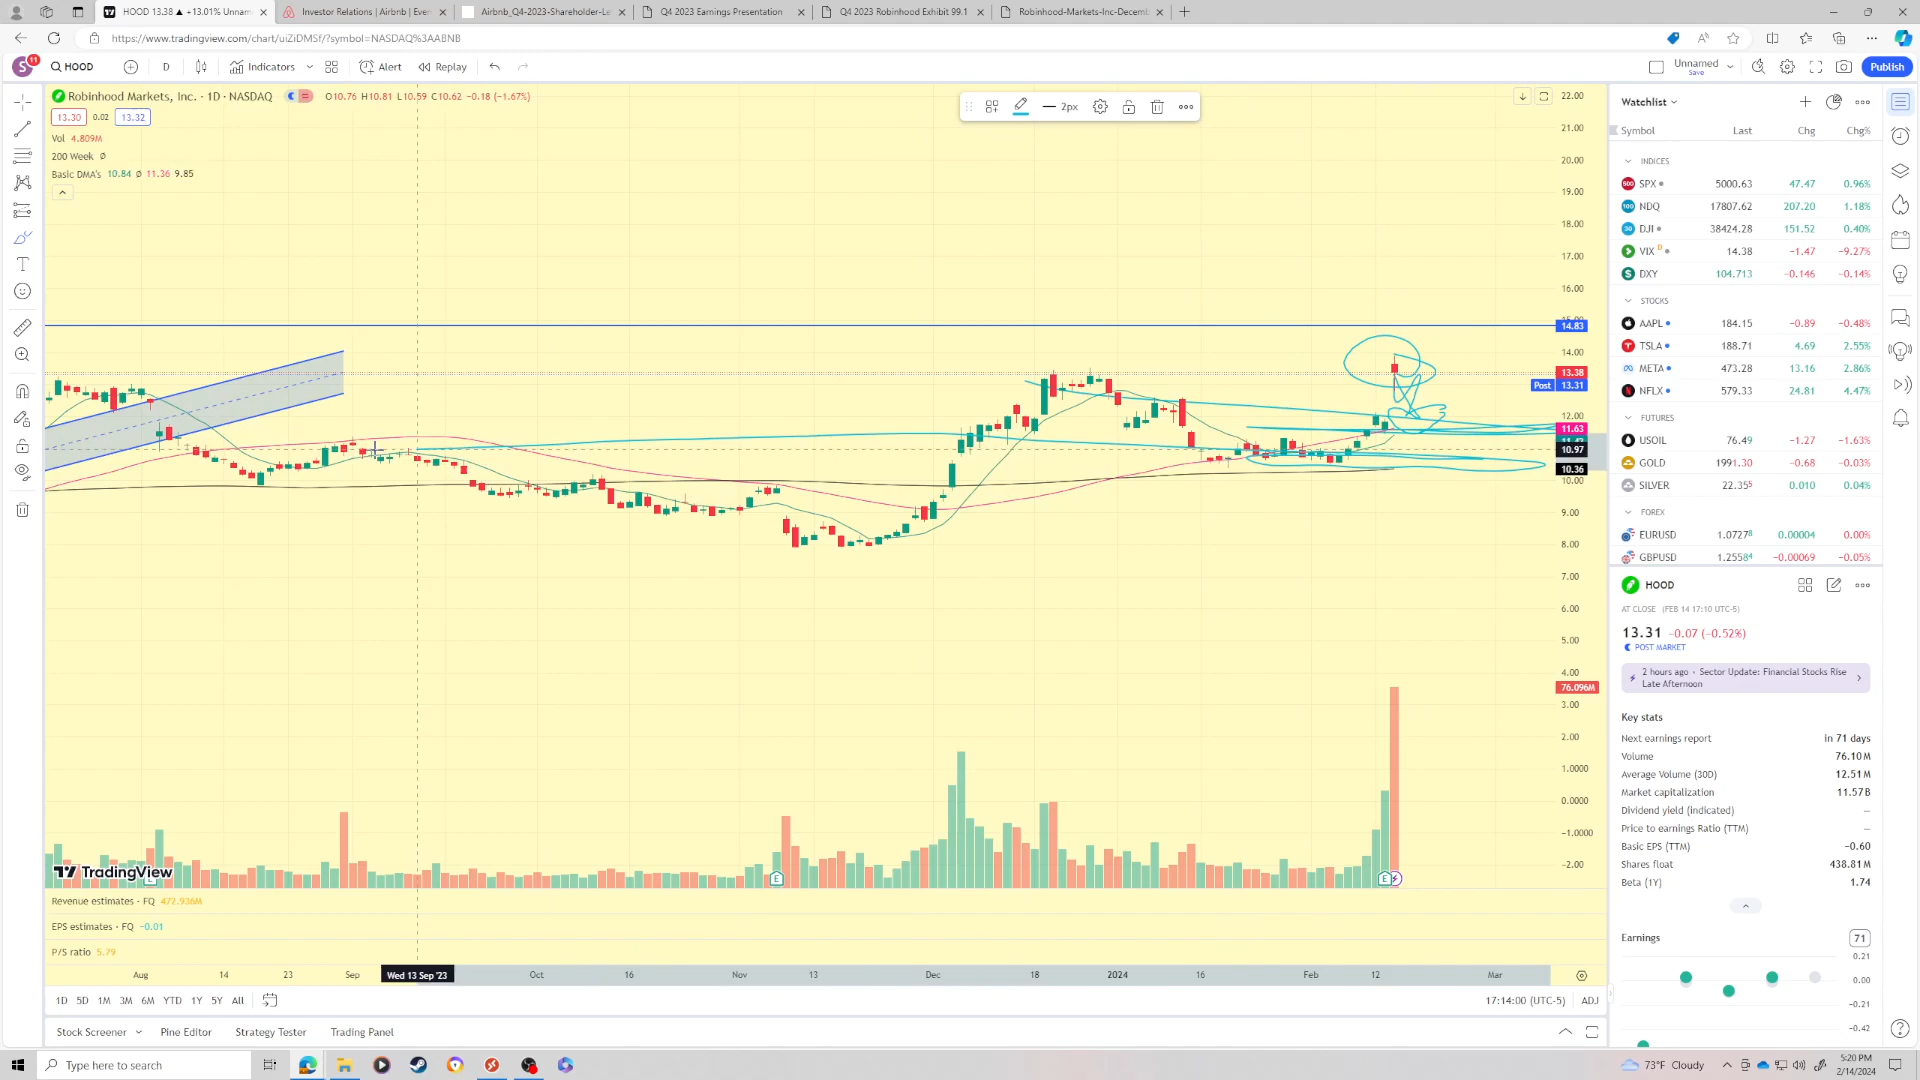 HOOD 13.38 ▲ +13.01% Unnam
Investor Relations | Airbnb | Even
Airbnb_Q4-2023-Shareholder-Le
Q4 2023 Earnings Presentation
Q4 2023 Robinhood Exhibit 99.1
Robinhood-Markets-Inc-Decemb
https://www.tradingview.com/chart/uiZiDMSf/?symbol=NASDAQ%3AABNB
S 11
HOOD
D
Indicators
Alert
Replay
Unnamed
Save
Publish
Robinhood Markets, Inc. · 1D · NASDAQ
O10.76 H10.81 L10.59 C10.62 −0.18 (−1.67%)
13.30 0.02 13.32
Vol 4.809M
200 Week Ø
Basic DMA's 10.84 Ø 11.36 9.85
2px
22.00
21.00
20.00
19.00
18.00
17.00
16.00
14.83
14.00
13.38
Post 13.31
12.00
11.63
10.97
10.36
10.00
9.00
8.00
7.00
6.00
5.00
4.00
76.096M
3.00
2.00
1.0000
0.0000
−1.0000
−2.00
TradingView
E
E
Revenue estimates · FQ 472.936M
EPS estimates · FQ −0.01
P/S ratio 5.79
Aug 14 23 Sep Wed 13 Sep '23 Oct 16 Nov 13 Dec 18 2024 16 Feb 12 Mar
1D 5D 1M 3M 6M YTD 1Y 5Y All
17:14:00 (UTC-5) ADJ
Stock Screener Pine Editor Strategy Tester Trading Panel
Watchlist
Symbol Last Chg Chg%
INDICES
SPX 5000.63 47.47 0.96%
NDQ 17807.62 207.20 1.18%
DJI 38424.28 151.52 0.40%
VIX D 14.38 −1.47 −9.27%
DXY 104.713 −0.146 −0.14%
STOCKS
AAPL 184.15 −0.89 −0.48%
TSLA 188.71 4.69 2.55%
META 473.28 13.16 2.86%
NFLX 579.33 24.81 4.47%
FUTURES
USOIL 76.49 −1.27 −1.63%
GOLD 1991.30 −0.68 −0.03%
SILVER 22.355 0.010 0.04%
FOREX
EURUSD 1.07278 0.00004 0.00%
GBPUSD 1.25584 −0.00069 −0.05%
HOOD
AT CLOSE (FEB 14 17:10 UTC-5)
13.31 −0.07 (−0.52%)
POST MARKET
2 hours ago · Sector Update: Financial Stocks Rise
Late Afternoon
Key stats
Next earnings report in 71 days
Volume 76.10M
Average Volume (30D) 12.51M
Market capitalization 11.57B
Dividend yield (indicated) —
Price to earnings Ratio (TTM) —
Basic EPS (TTM) −0.60
Shares float 438.81M
Beta (1Y) 1.74
Earnings 71
0.21
0.00
−0.21
−0.42
Type here to search
73°F Cloudy
5:20 PM
2/14/2024